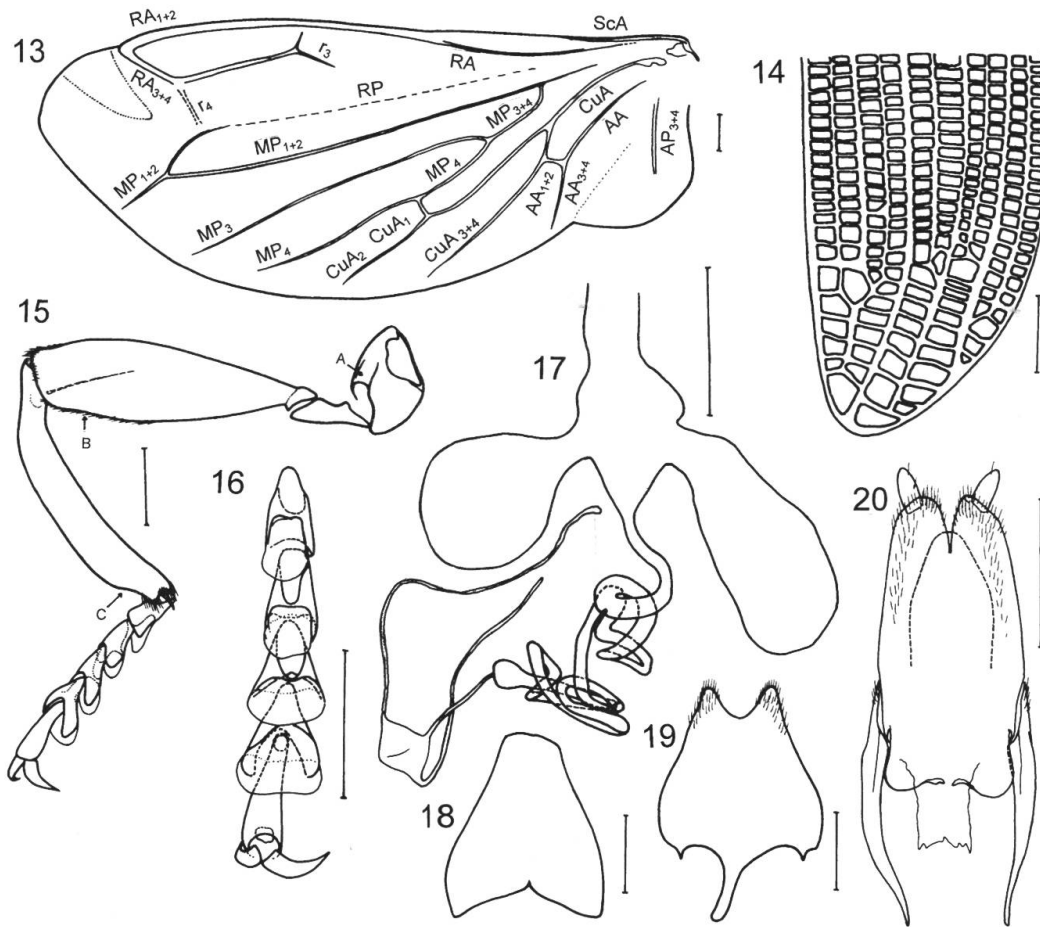 13
RA1+2
ScA
r3
RA
RA3+4
r4
RP
MP1+2
MP1+2
MP3+4
CuA
AA
AP3+4
MP3
MP4
MP4
CuA1
CuA2
CuA3+4
AA1+2
AA3+4
14
15
A
B
C
16
17
18
19
20